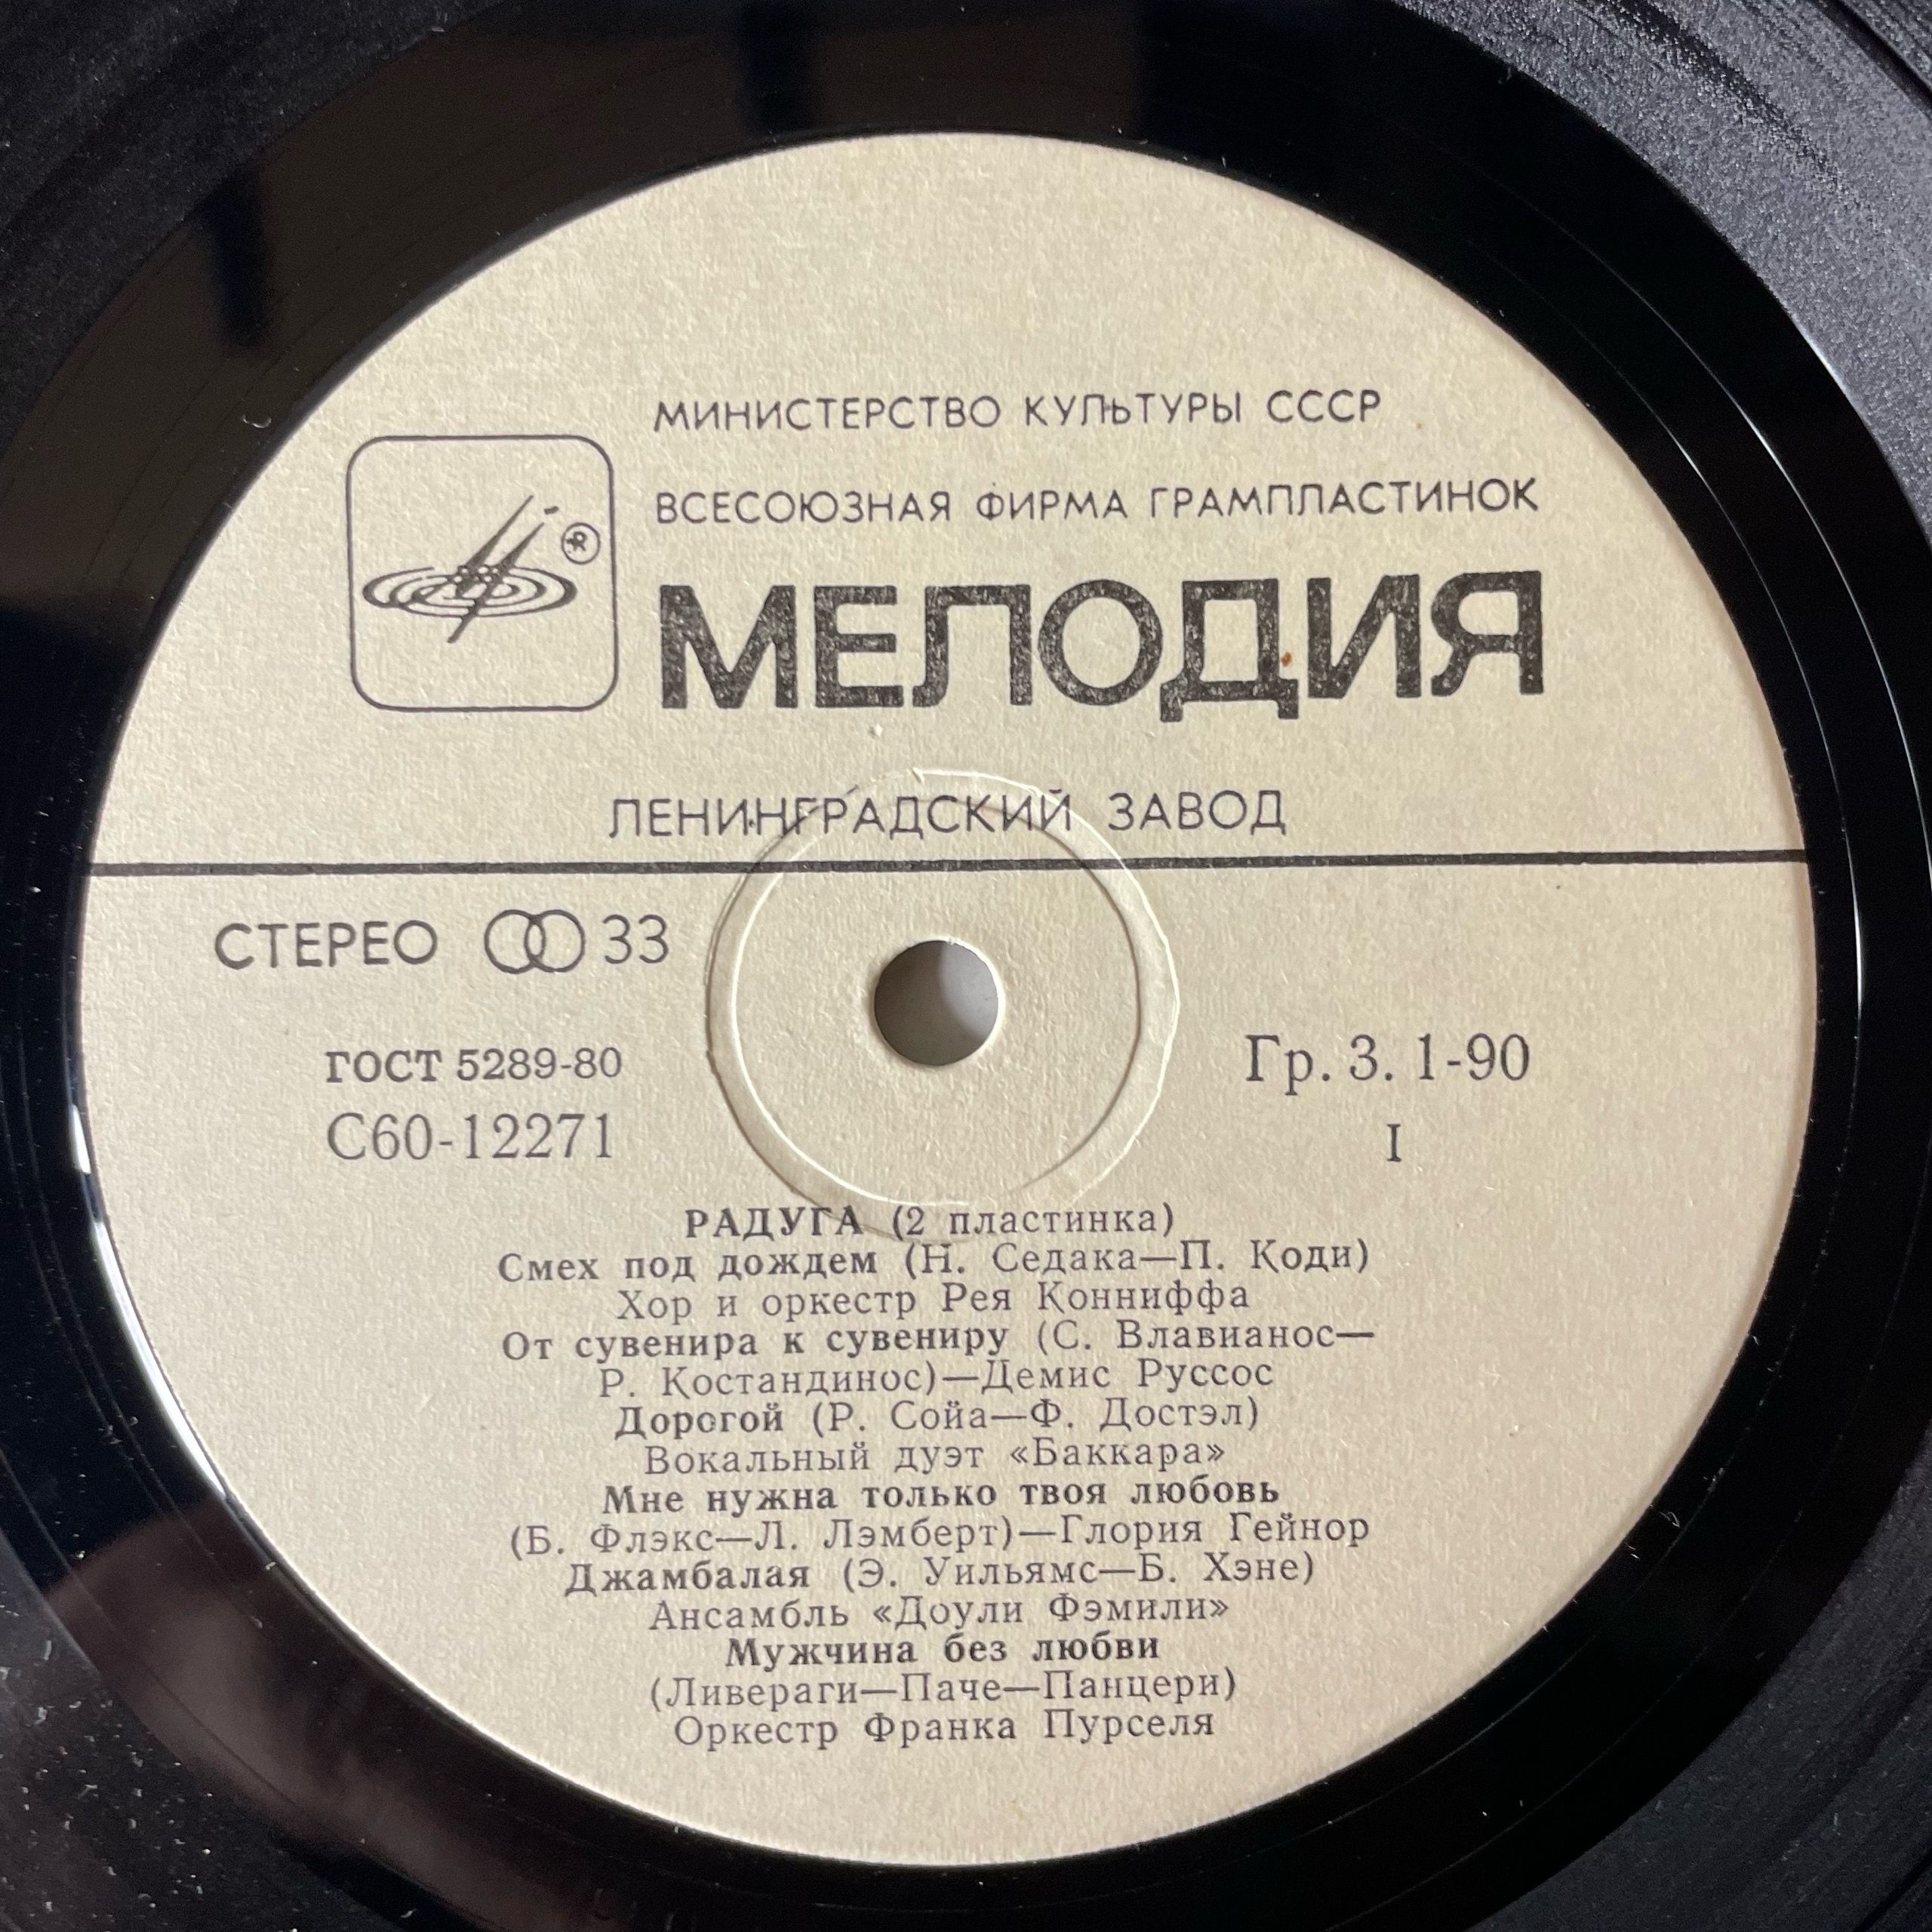 МИНИСТЕРСТВО КУЛЬТУРЫ СССР
ВСЕСОЮЗНАЯ ФИРМА ГРАМПЛАСТИНОК
®
МЕЛОДИЯ
ЛЕНИНГРАДСКИЙ ЗАВОД
СТЕРЕО 33
ГОСТ 5289-80
Гр. 3. 1-90
С60-12271
I
РАДУГА (2 пластинка)
Смех под дождем (Н. Седака—П. Коди)
Хор и оркестр Рея Конниффа
От сувенира к сувениру (С. Влавианос—
Р. Костандинос)—Демис Руссос
Дорогой (Р. Сойа—Ф. Достэл)
Вокальный дуэт «Баккара»
Мне нужна только твоя любовь
(Б. Флэкс—Л. Лэмберт)—Глория Гейнор
Джамбалая (Э. Уильямс—Б. Хэне)
Ансамбль «Доули Фэмили»
Мужчина без любви
(Ливераги—Паче—Панцери)
Оркестр Франка Пурселя